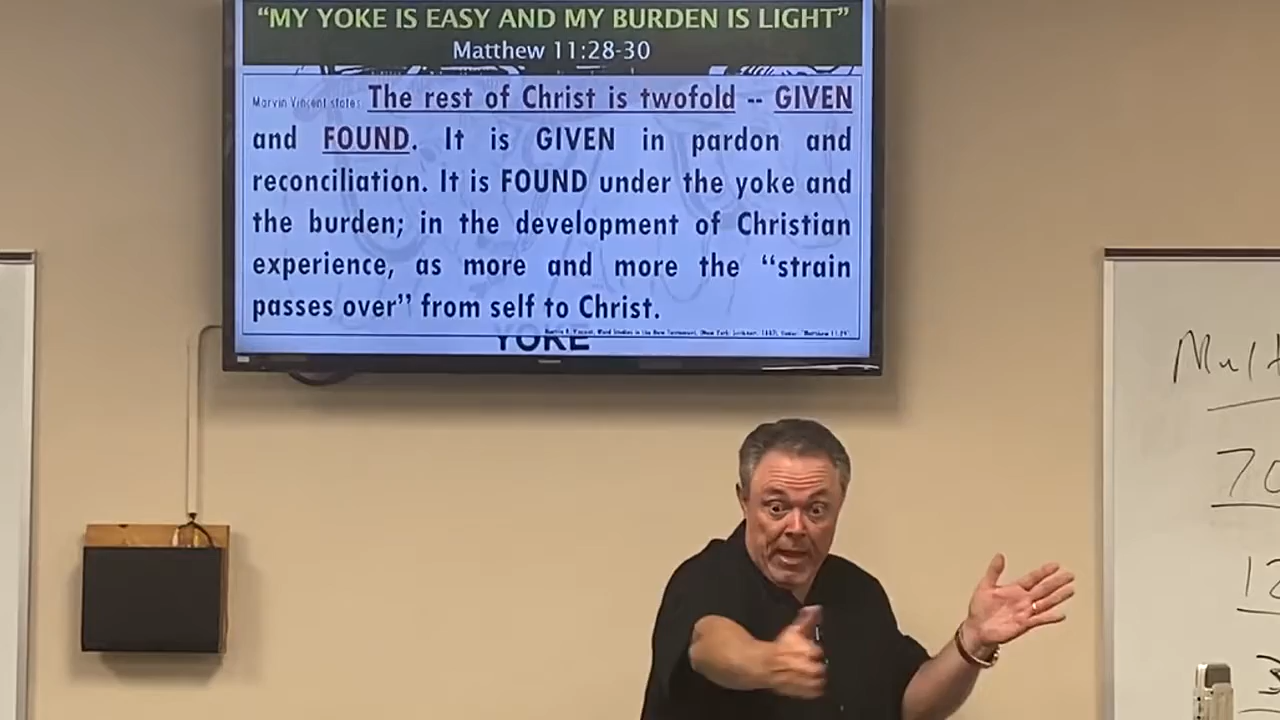 “MY YOKE IS EASY AND MY BURDEN IS LIGHT”
Matthew 11:28-30
Marvin Vincent states: The rest of Christ is twofold -- GIVEN
and FOUND. It is GIVEN in pardon and
reconciliation. It is FOUND under the yoke and
the burden; in the development of Christian
experience, as more and more the “strain
passes over” from self to Christ.
YOKE
Mult
70
12
3